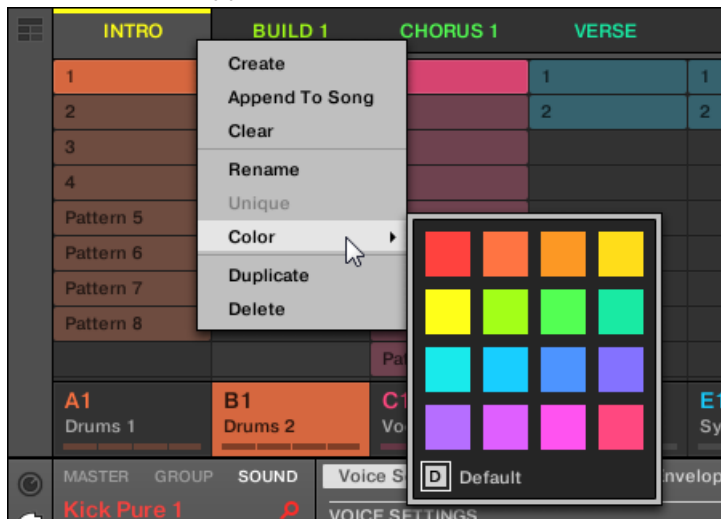 INTRO BUILD 1 CHORUS 1 VERSE
1 1 1
2 2 2
3
4
Pattern 5
Pattern 6
Pattern 7
Pattern 8
Create
Append To Song
Clear
Rename
Unique
Color
Duplicate
Delete
D Default
A1 B1
Drums 1 Drums 2
MASTER GROUP SOUND
Kick Pure 1
VOICE SETTINGS